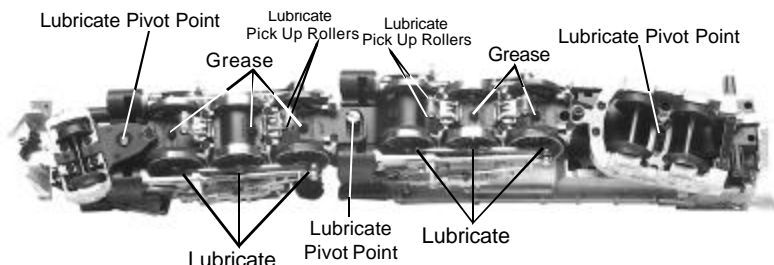 Lubricate Pivot Point
Lubricate
Pick Up Rollers
Lubricate
Pick Up Rollers
Lubricate Pivot Point
Grease
Grease
Lubricate
Lubricate
Pivot Point
Lubricate